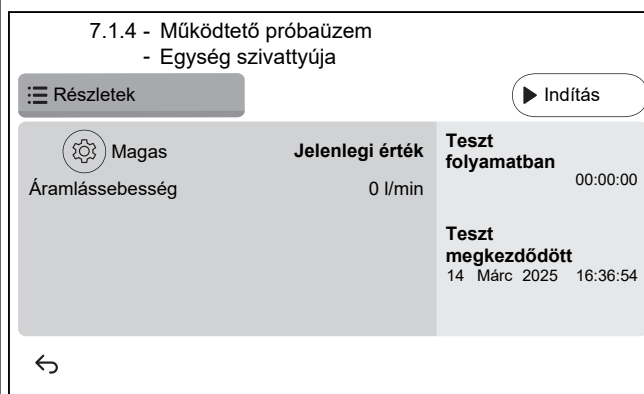 7.1.4 - Működtető próbaüzem
- Egység szivattyúja
Részletek
Indítás
Magas
Jelenlegi érték
Áramlássebesség
0 l/min
Teszt
folyamatban
00:00:00
Teszt
megkezdődött
14 Márc 2025 16:36:54